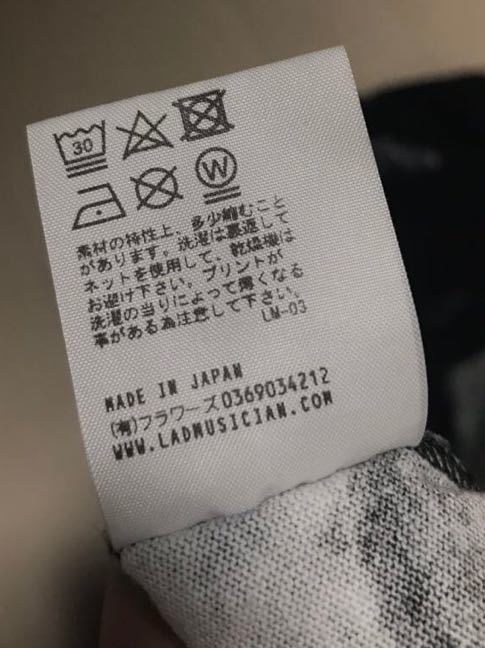 30
W
素材の特性上、多少縮むこと
があります。洗濯は裏返して
ネットを使用して、乾燥機は
お避け下さい。プリントが
洗濯の当りによって薄くなる
事がある為注意して下さい。
LM-03
MADE IN JAPAN
(有)フラワーズ0369034212
WWW.LADMUSICIAN.COM